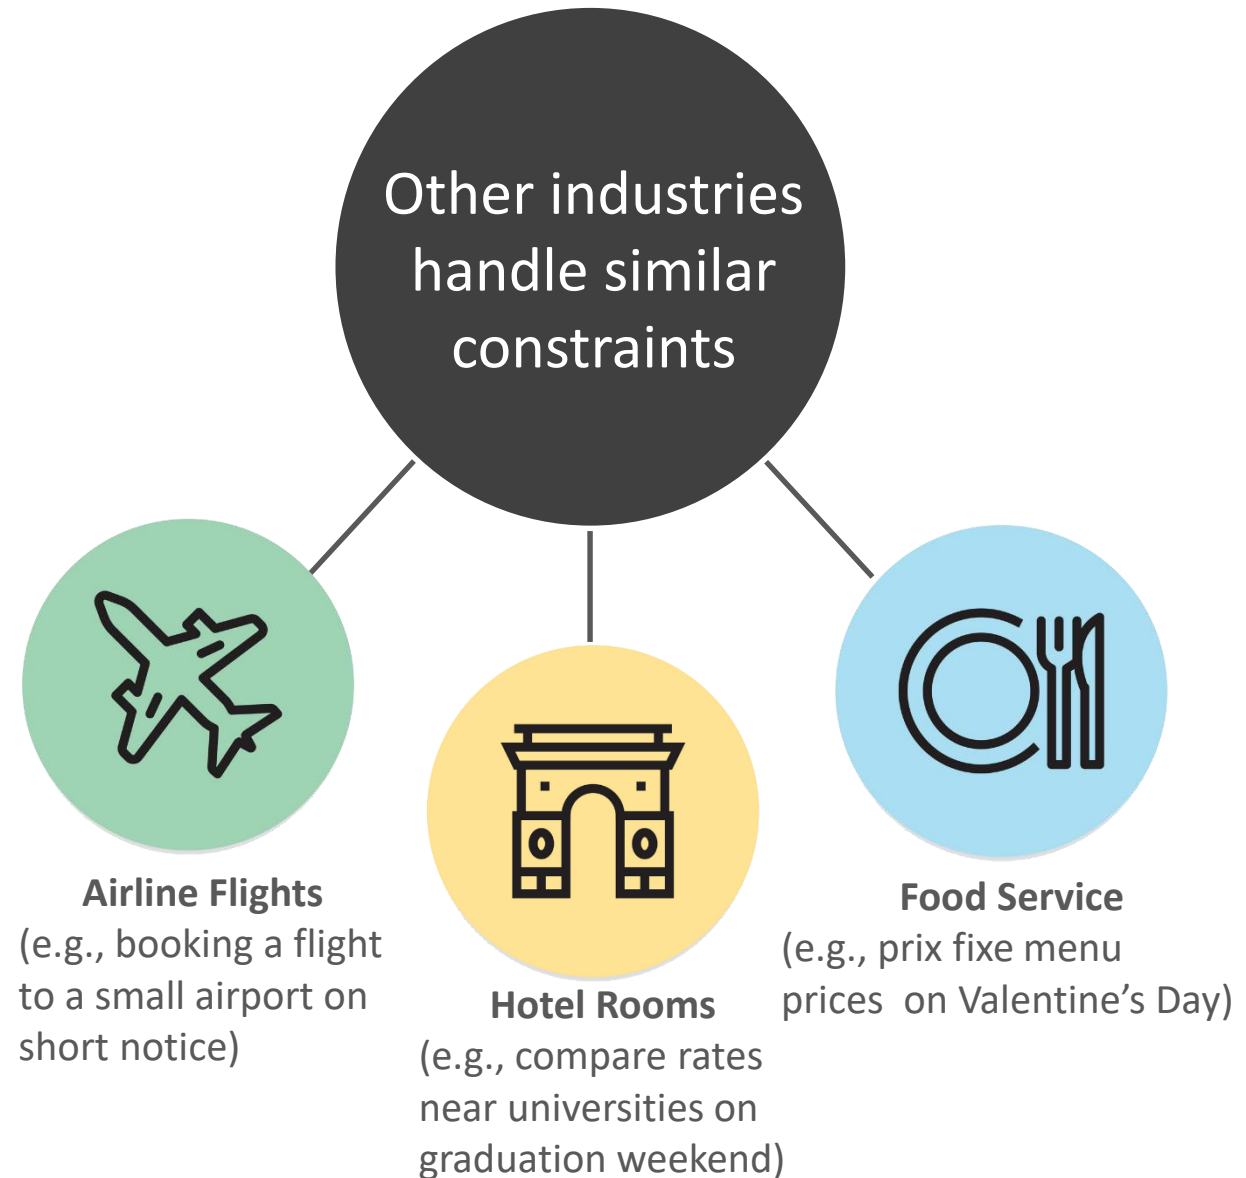 Other industries
handle similar
constraints
Airline Flights
(e.g., booking a flight
to a small airport on
short notice)
Hotel Rooms
(e.g., compare rates
near universities on
graduation weekend)
Food Service
(e.g., prix fixe menu
prices  on Valentine’s Day)